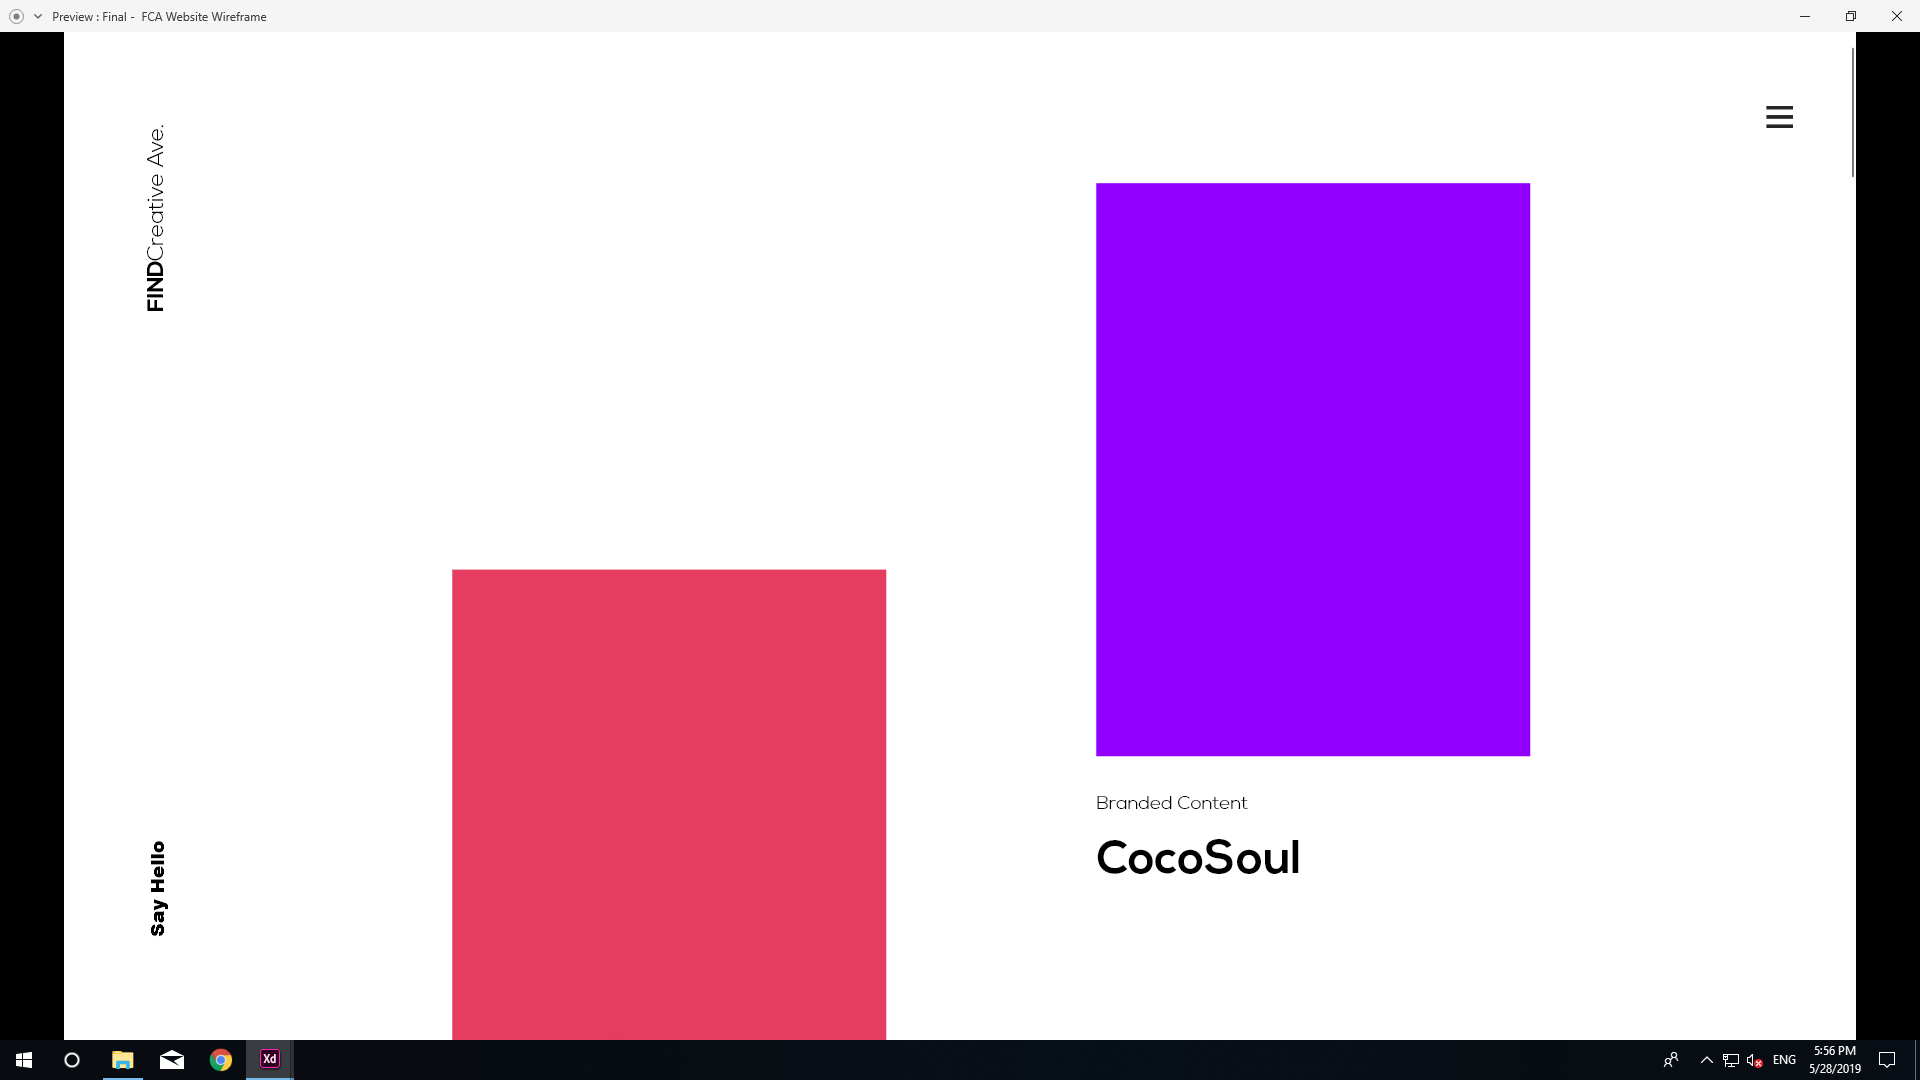 Preview : Final - FCA Website Wireframe
FINDCreative Ave.
Branded Content
CocoSoul
Say Hello
Xd
ENG
5:56 PM
5/28/2019